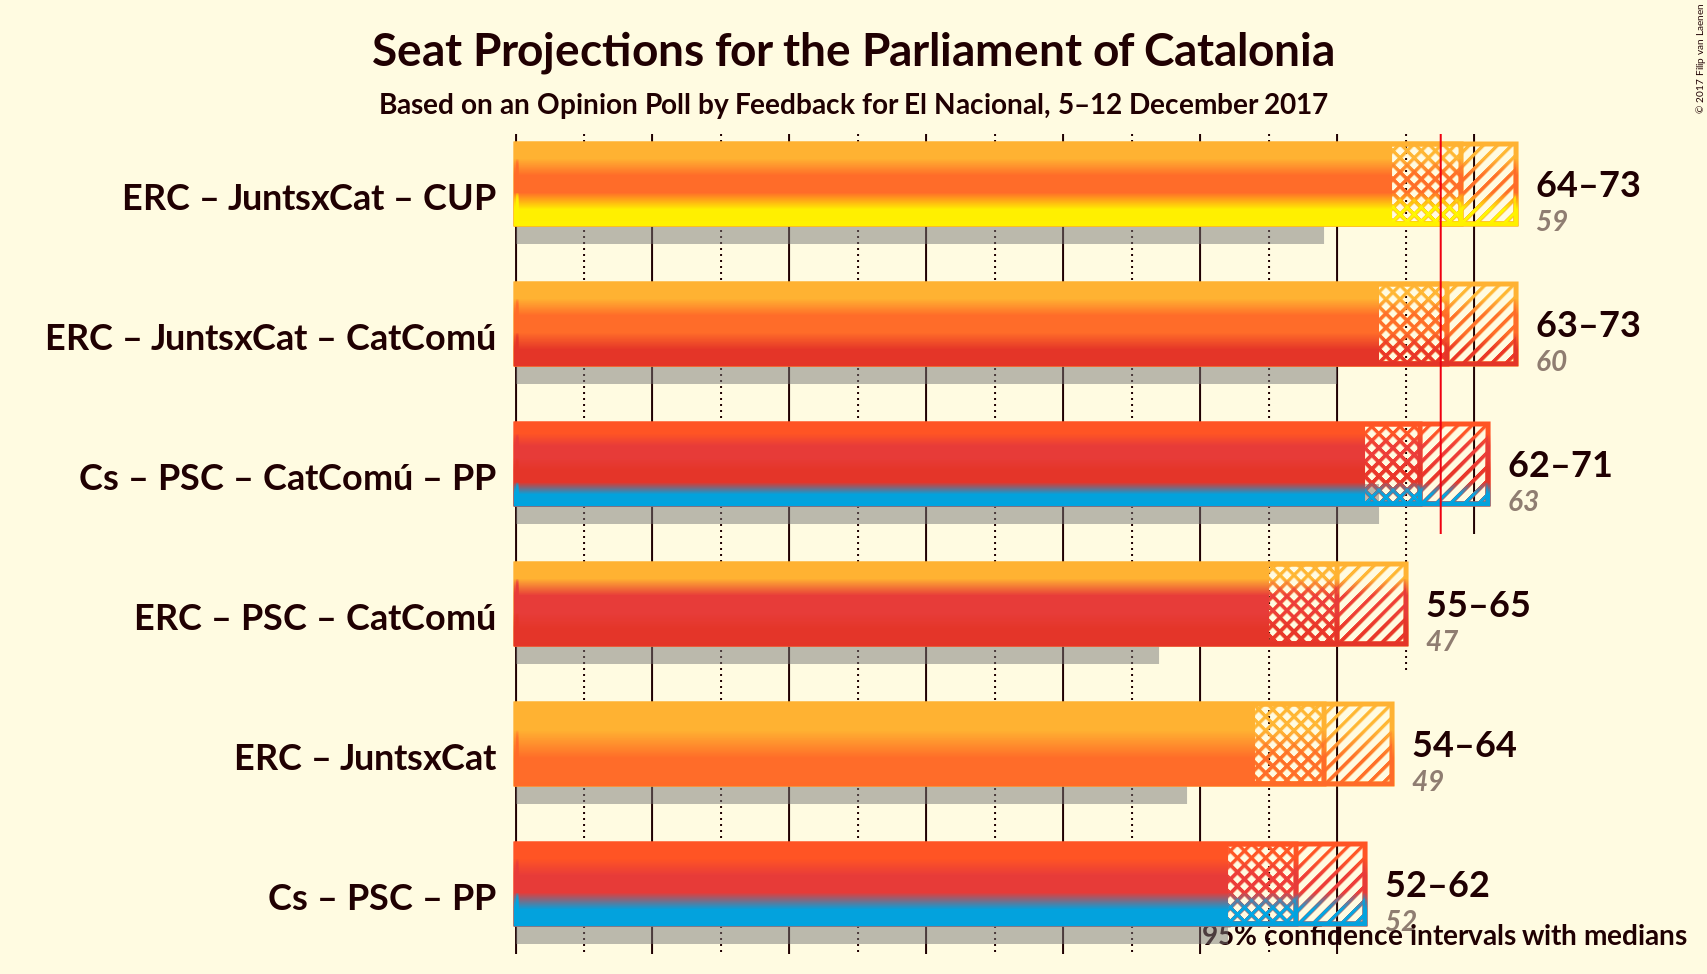 Seat Projections for the Parliament of Catalonia
Based on an Opinion Poll by Feedback for El Nacional, 5–12 December 2017
© 2017 Filip van Laenen
ERC – JuntsxCat – CUP
64–73
59
ERC – JuntsxCat – CatComú
63–73
60
Cs – PSC – CatComú – PP
62–71
63
ERC – PSC – CatComú
55–65
47
ERC – JuntsxCat
54–64
49
Cs – PSC – PP
52–62
52
95% confidence intervals with medians